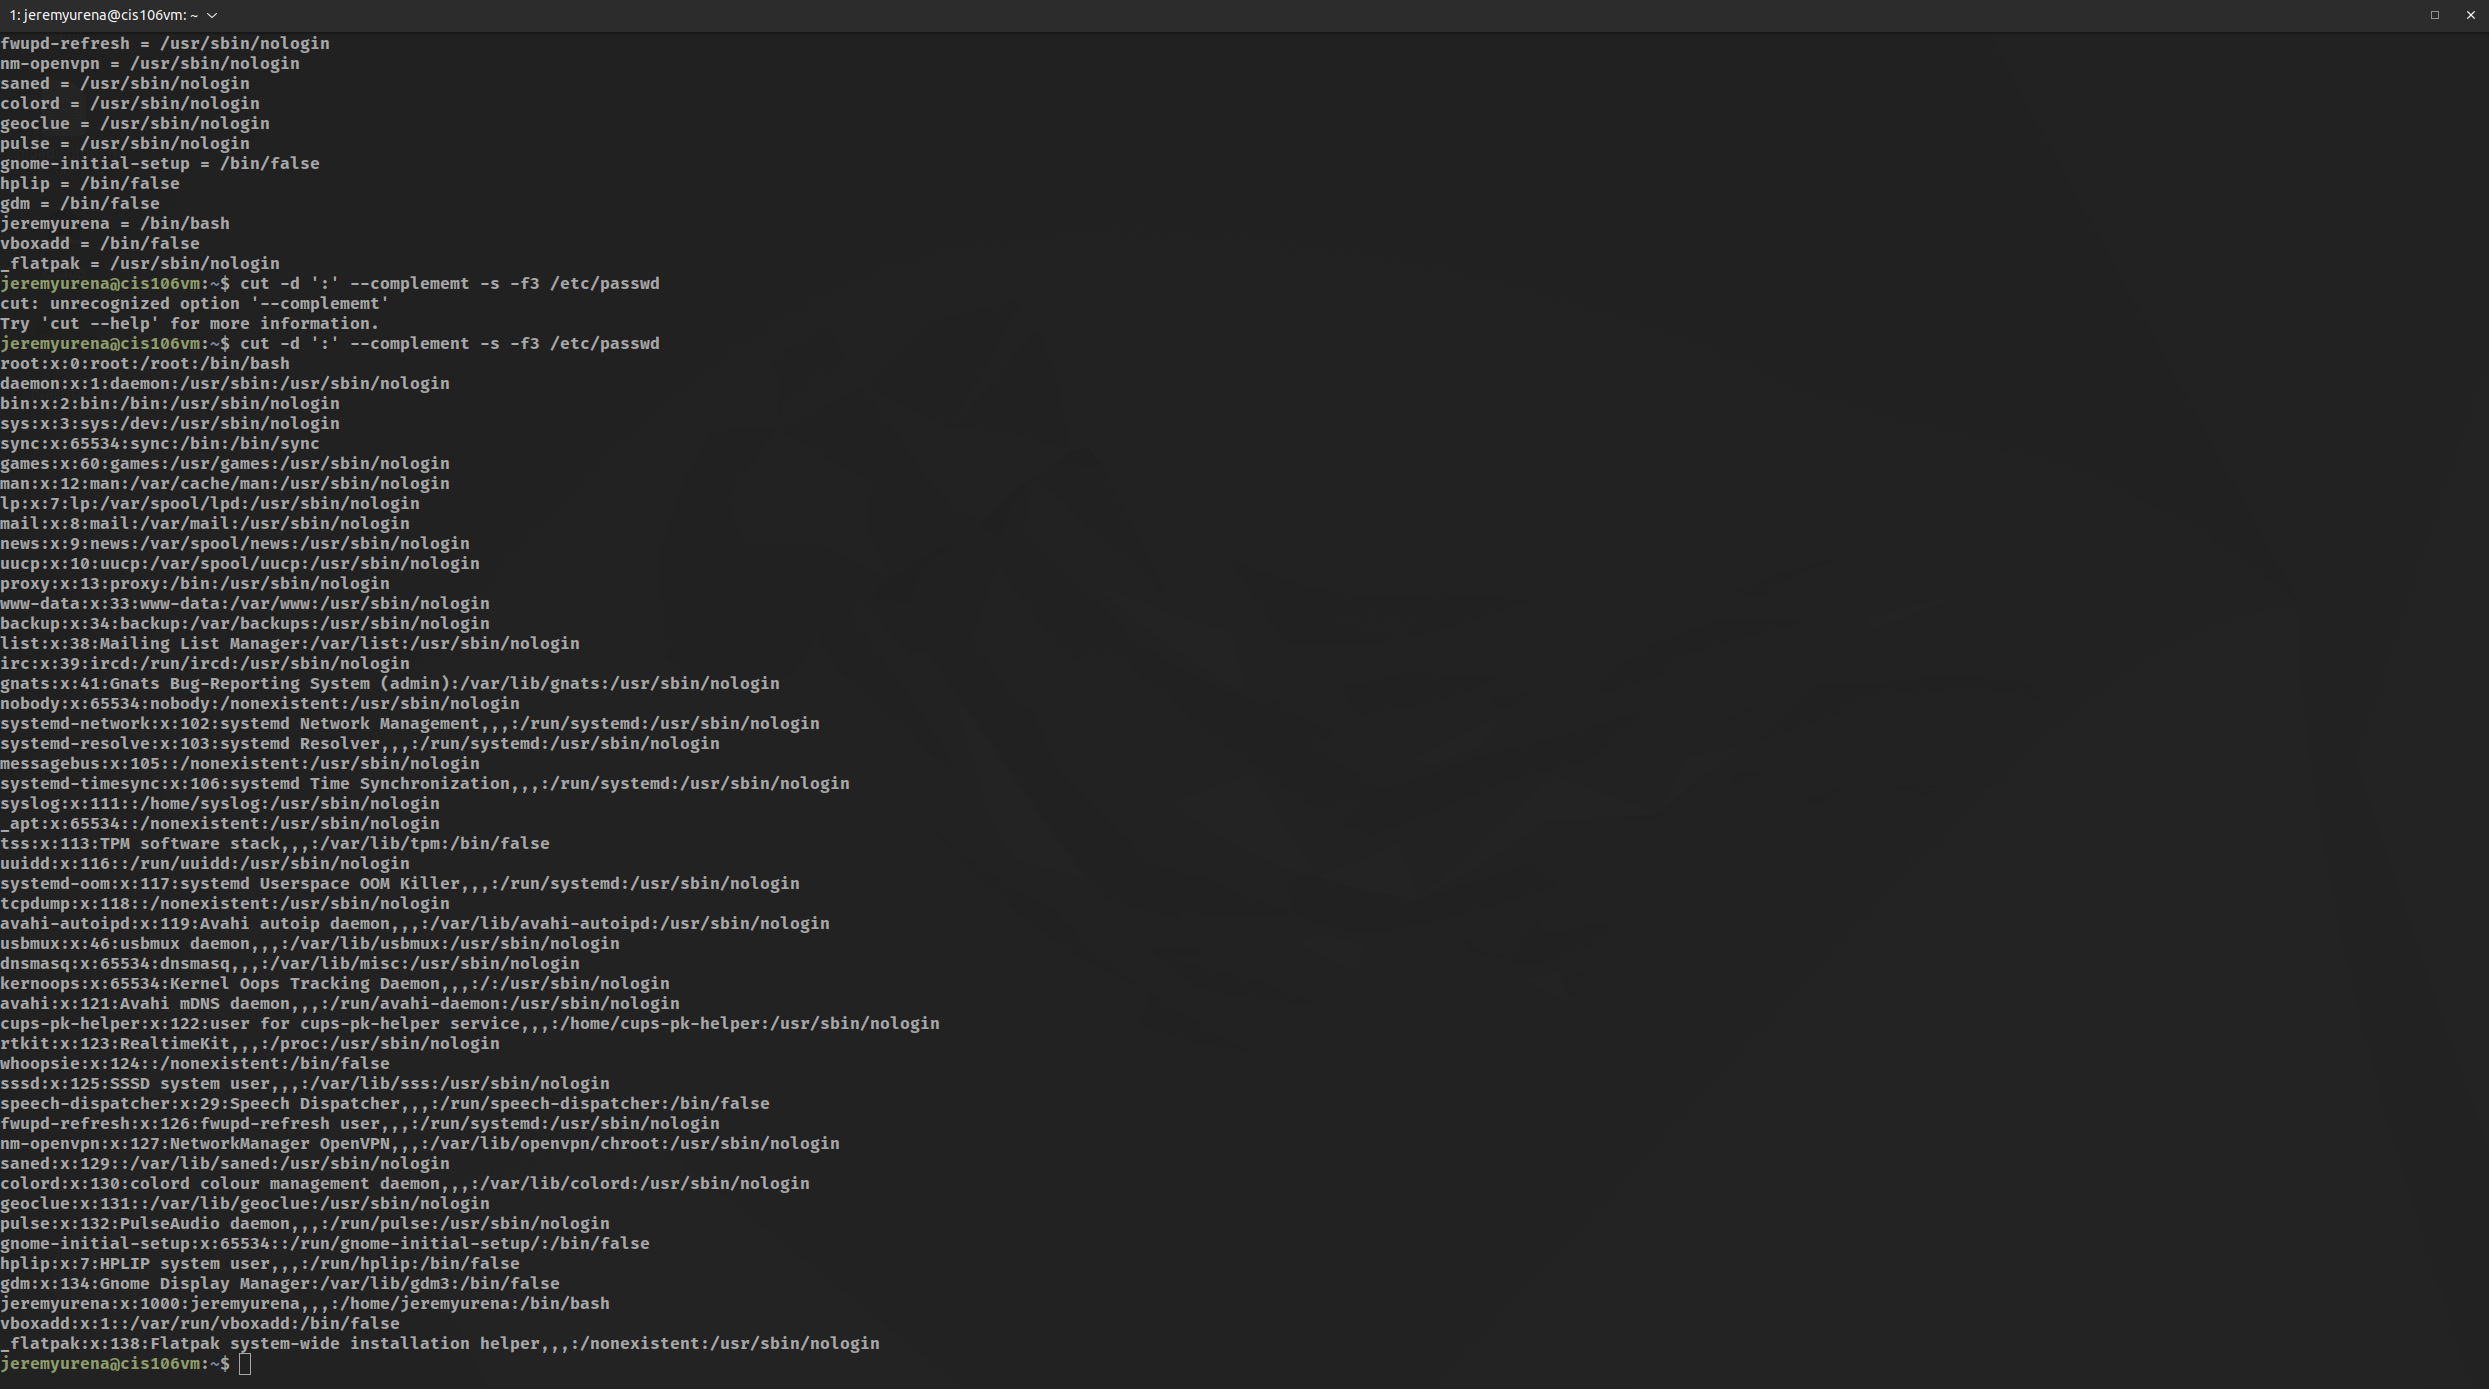 1: jeremyurena@cis106vm: ~
fwupd-refresh = /usr/sbin/nologin
nm-openvpn = /usr/sbin/nologin
saned = /usr/sbin/nologin
colord = /usr/sbin/nologin
geoclue = /usr/sbin/nologin
pulse = /usr/sbin/nologin
gnome-initial-setup = /bin/false
hplip = /bin/false
gdm = /bin/false
jeremyurena = /bin/bash
vboxadd = /bin/false
_flatpak = /usr/sbin/nologin
jeremyurena@cis106vm:~$ cut -d ':' --complememt -s -f3 /etc/passwd
cut: unrecognized option '--complememt'
Try 'cut --help' for more information.
jeremyurena@cis106vm:~$ cut -d ':' --complement -s -f3 /etc/passwd
root:x:0:root:/root:/bin/bash
daemon:x:1:daemon:/usr/sbin:/usr/sbin/nologin
bin:x:2:bin:/bin:/usr/sbin/nologin
sys:x:3:sys:/dev:/usr/sbin/nologin
sync:x:65534:sync:/bin:/bin/sync
games:x:60:games:/usr/games:/usr/sbin/nologin
man:x:12:man:/var/cache/man:/usr/sbin/nologin
lp:x:7:lp:/var/spool/lpd:/usr/sbin/nologin
mail:x:8:mail:/var/mail:/usr/sbin/nologin
news:x:9:news:/var/spool/news:/usr/sbin/nologin
uucp:x:10:uucp:/var/spool/uucp:/usr/sbin/nologin
proxy:x:13:proxy:/bin:/usr/sbin/nologin
www-data:x:33:www-data:/var/www:/usr/sbin/nologin
backup:x:34:backup:/var/backups:/usr/sbin/nologin
list:x:38:Mailing List Manager:/var/list:/usr/sbin/nologin
irc:x:39:ircd:/run/ircd:/usr/sbin/nologin
gnats:x:41:Gnats Bug-Reporting System (admin):/var/lib/gnats:/usr/sbin/nologin
nobody:x:65534:nobody:/nonexistent:/usr/sbin/nologin
systemd-network:x:102:systemd Network Management,,,:/run/systemd:/usr/sbin/nologin
systemd-resolve:x:103:systemd Resolver,,,:/run/systemd:/usr/sbin/nologin
messagebus:x:105::/nonexistent:/usr/sbin/nologin
systemd-timesync:x:106:systemd Time Synchronization,,,:/run/systemd:/usr/sbin/nologin
syslog:x:111::/home/syslog:/usr/sbin/nologin
_apt:x:65534::/nonexistent:/usr/sbin/nologin
tss:x:113:TPM software stack,,,:/var/lib/tpm:/bin/false
uuidd:x:116::/run/uuidd:/usr/sbin/nologin
systemd-oom:x:117:systemd Userspace OOM Killer,,,:/run/systemd:/usr/sbin/nologin
tcpdump:x:118::/nonexistent:/usr/sbin/nologin
avahi-autoipd:x:119:Avahi autoip daemon,,,:/var/lib/avahi-autoipd:/usr/sbin/nologin
usbmux:x:46:usbmux daemon,,,:/var/lib/usbmux:/usr/sbin/nologin
dnsmasq:x:65534:dnsmasq,,,:/var/lib/misc:/usr/sbin/nologin
kernoops:x:65534:Kernel Oops Tracking Daemon,,,:/:/usr/sbin/nologin
avahi:x:121:Avahi mDNS daemon,,,:/run/avahi-daemon:/usr/sbin/nologin
cups-pk-helper:x:122:user for cups-pk-helper service,,,:/home/cups-pk-helper:/usr/sbin/nologin
rtkit:x:123:RealtimeKit,,,:/proc:/usr/sbin/nologin
whoopsie:x:124::/nonexistent:/bin/false
sssd:x:125:SSSD system user,,,:/var/lib/sss:/usr/sbin/nologin
speech-dispatcher:x:29:Speech Dispatcher,,,:/run/speech-dispatcher:/bin/false
fwupd-refresh:x:126:fwupd-refresh user,,,:/run/systemd:/usr/sbin/nologin
nm-openvpn:x:127:NetworkManager OpenVPN,,,:/var/lib/openvpn/chroot:/usr/sbin/nologin
saned:x:129::/var/lib/saned:/usr/sbin/nologin
colord:x:130:colord colour management daemon,,,:/var/lib/colord:/usr/sbin/nologin
geoclue:x:131::/var/lib/geoclue:/usr/sbin/nologin
pulse:x:132:PulseAudio daemon,,,:/run/pulse:/usr/sbin/nologin
gnome-initial-setup:x:65534::/run/gnome-initial-setup/:/bin/false
hplip:x:7:HPLIP system user,,,:/run/hplip:/bin/false
gdm:x:134:Gnome Display Manager:/var/lib/gdm3:/bin/false
jeremyurena:x:1000:jeremyurena,,,:/home/jeremyurena:/bin/bash
vboxadd:x:1::/var/run/vboxadd:/bin/false
_flatpak:x:138:Flatpak system-wide installation helper,,,:/nonexistent:/usr/sbin/nologin
jeremyurena@cis106vm:~$